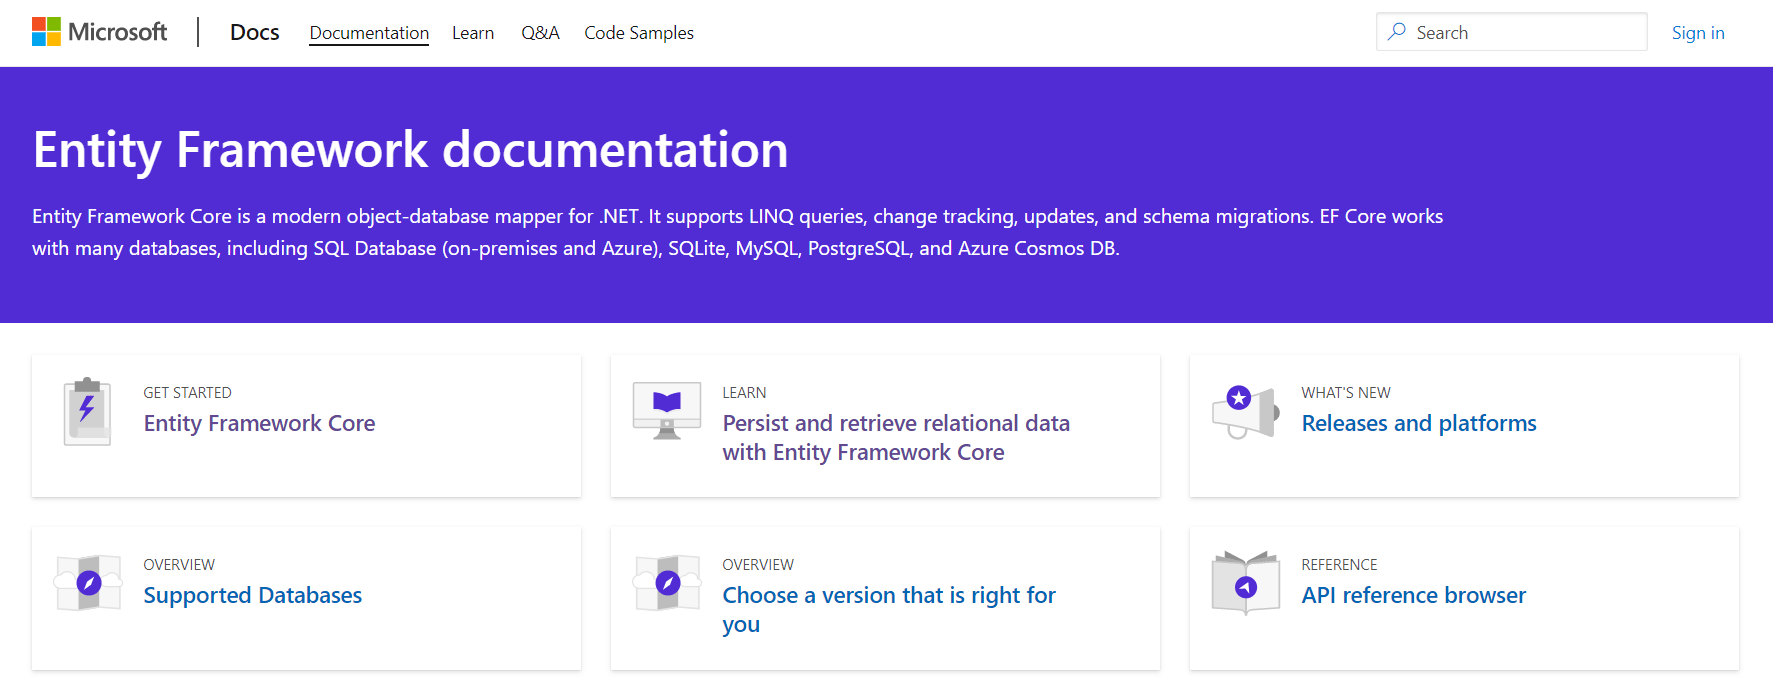 Microsoft Docs Documentation Learn Q&A Code Samples Search Sign in
Entity Framework documentation
Entity Framework Core is a modern object-database mapper for .NET. It supports LINQ queries, change tracking, updates, and schema migrations. EF Core works
with many databases, including SQL Database (on-premises and Azure), SQLite, MySQL, PostgreSQL, and Azure Cosmos DB.
GET STARTED
Entity Framework Core
LEARN
Persist and retrieve relational data
with Entity Framework Core
WHAT'S NEW
Releases and platforms
OVERVIEW
Supported Databases
OVERVIEW
Choose a version that is right for
you
REFERENCE
API reference browser